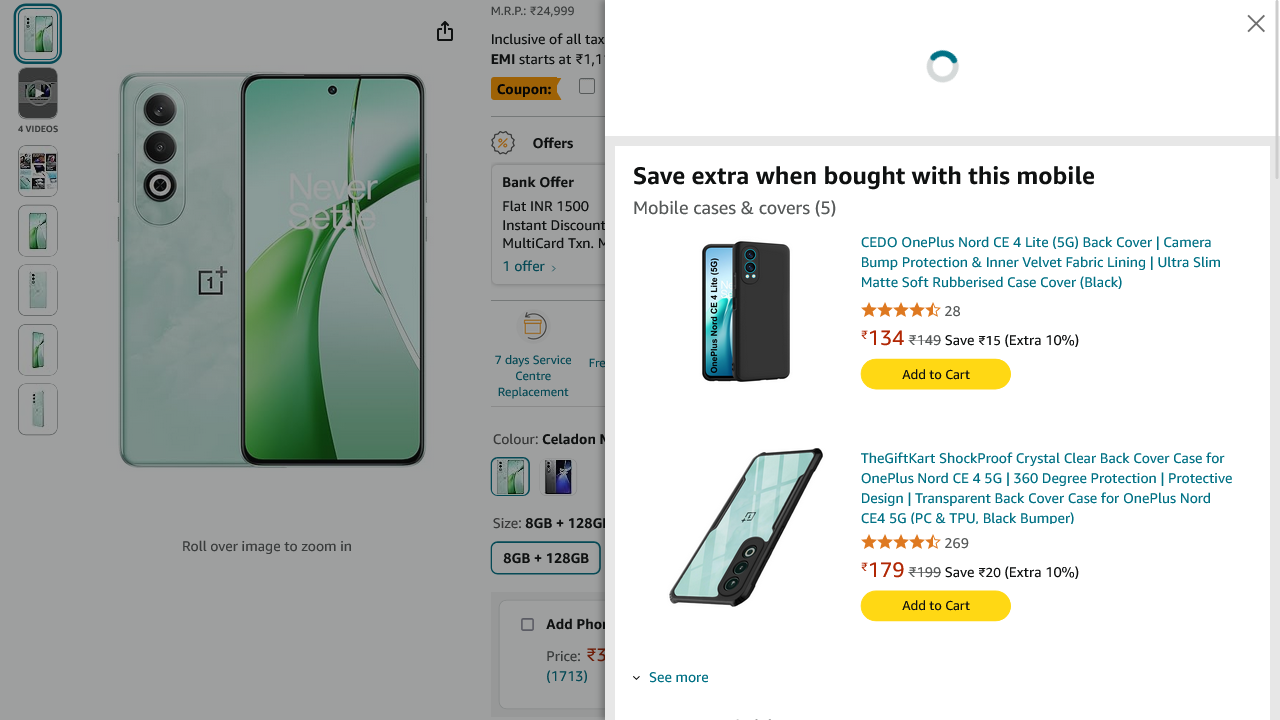 M.R.P.: ₹24,999
Inclusive of all tax
EMI starts at ₹1,1
Coupon:
4 VIDEOS
Offers
Bank Offer
Flat INR 1500
Instant Discount
MultiCard Txn. M
1 offer
Never
Settle
7 days Service
Centre
Replacement
Fre
Colour: Celadon M
Size: 8GB + 128GB
8GB + 128GB
Roll over image to zoom in
Add Phon
Price: ₹3
(1713)
Save extra when bought with this mobile
Mobile cases & covers (5)
OnePlus Nord CE 4 Lite (5G)
CEDO OnePlus Nord CE 4 Lite (5G) Back Cover | Camera
Bump Protection & Inner Velvet Fabric Lining | Ultra Slim
Matte Soft Rubberised Case Cover (Black)
28
₹134 ₹149 Save ₹15 (Extra 10%)
Add to Cart
TheGiftKart ShockProof Crystal Clear Back Cover Case for
OnePlus Nord CE 4 5G | 360 Degree Protection | Protective
Design | Transparent Back Cover Case for OnePlus Nord
CE4 5G (PC & TPU, Black Bumper)
269
₹179 ₹199 Save ₹20 (Extra 10%)
Add to Cart
See more